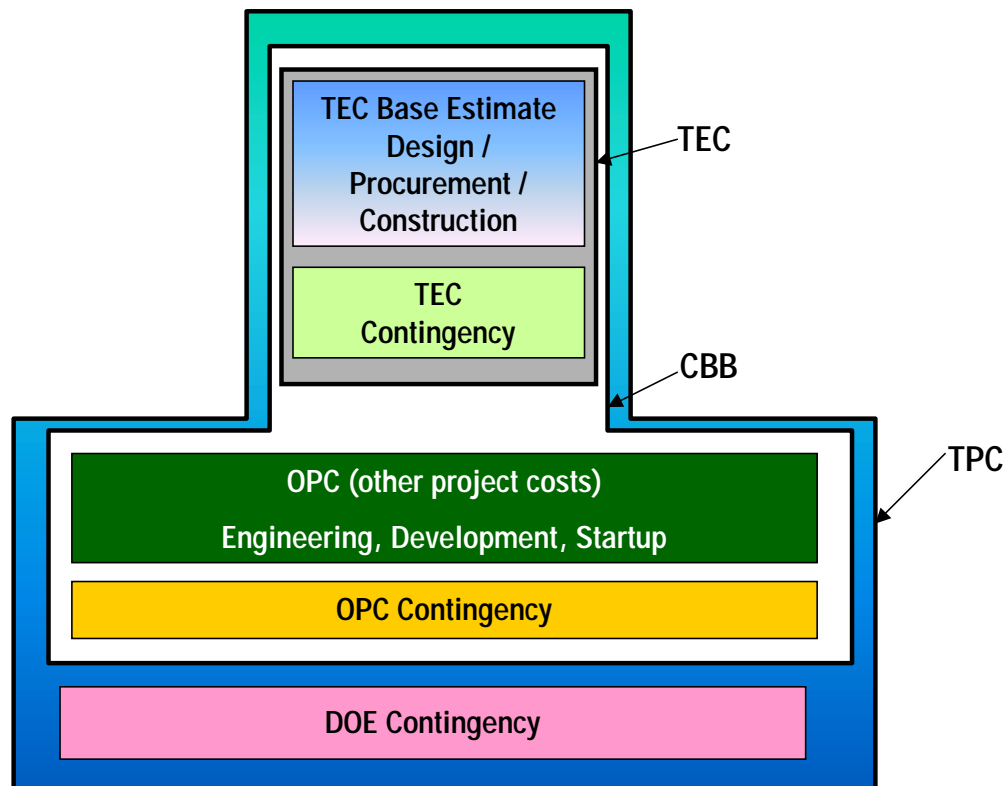 TEC Base Estimate
Design /
Procurement /
Construction
TEC
TEC
Contingency
CBB
OPC (other project costs)
Engineering, Development, Startup
TPC
OPC Contingency
DOE Contingency